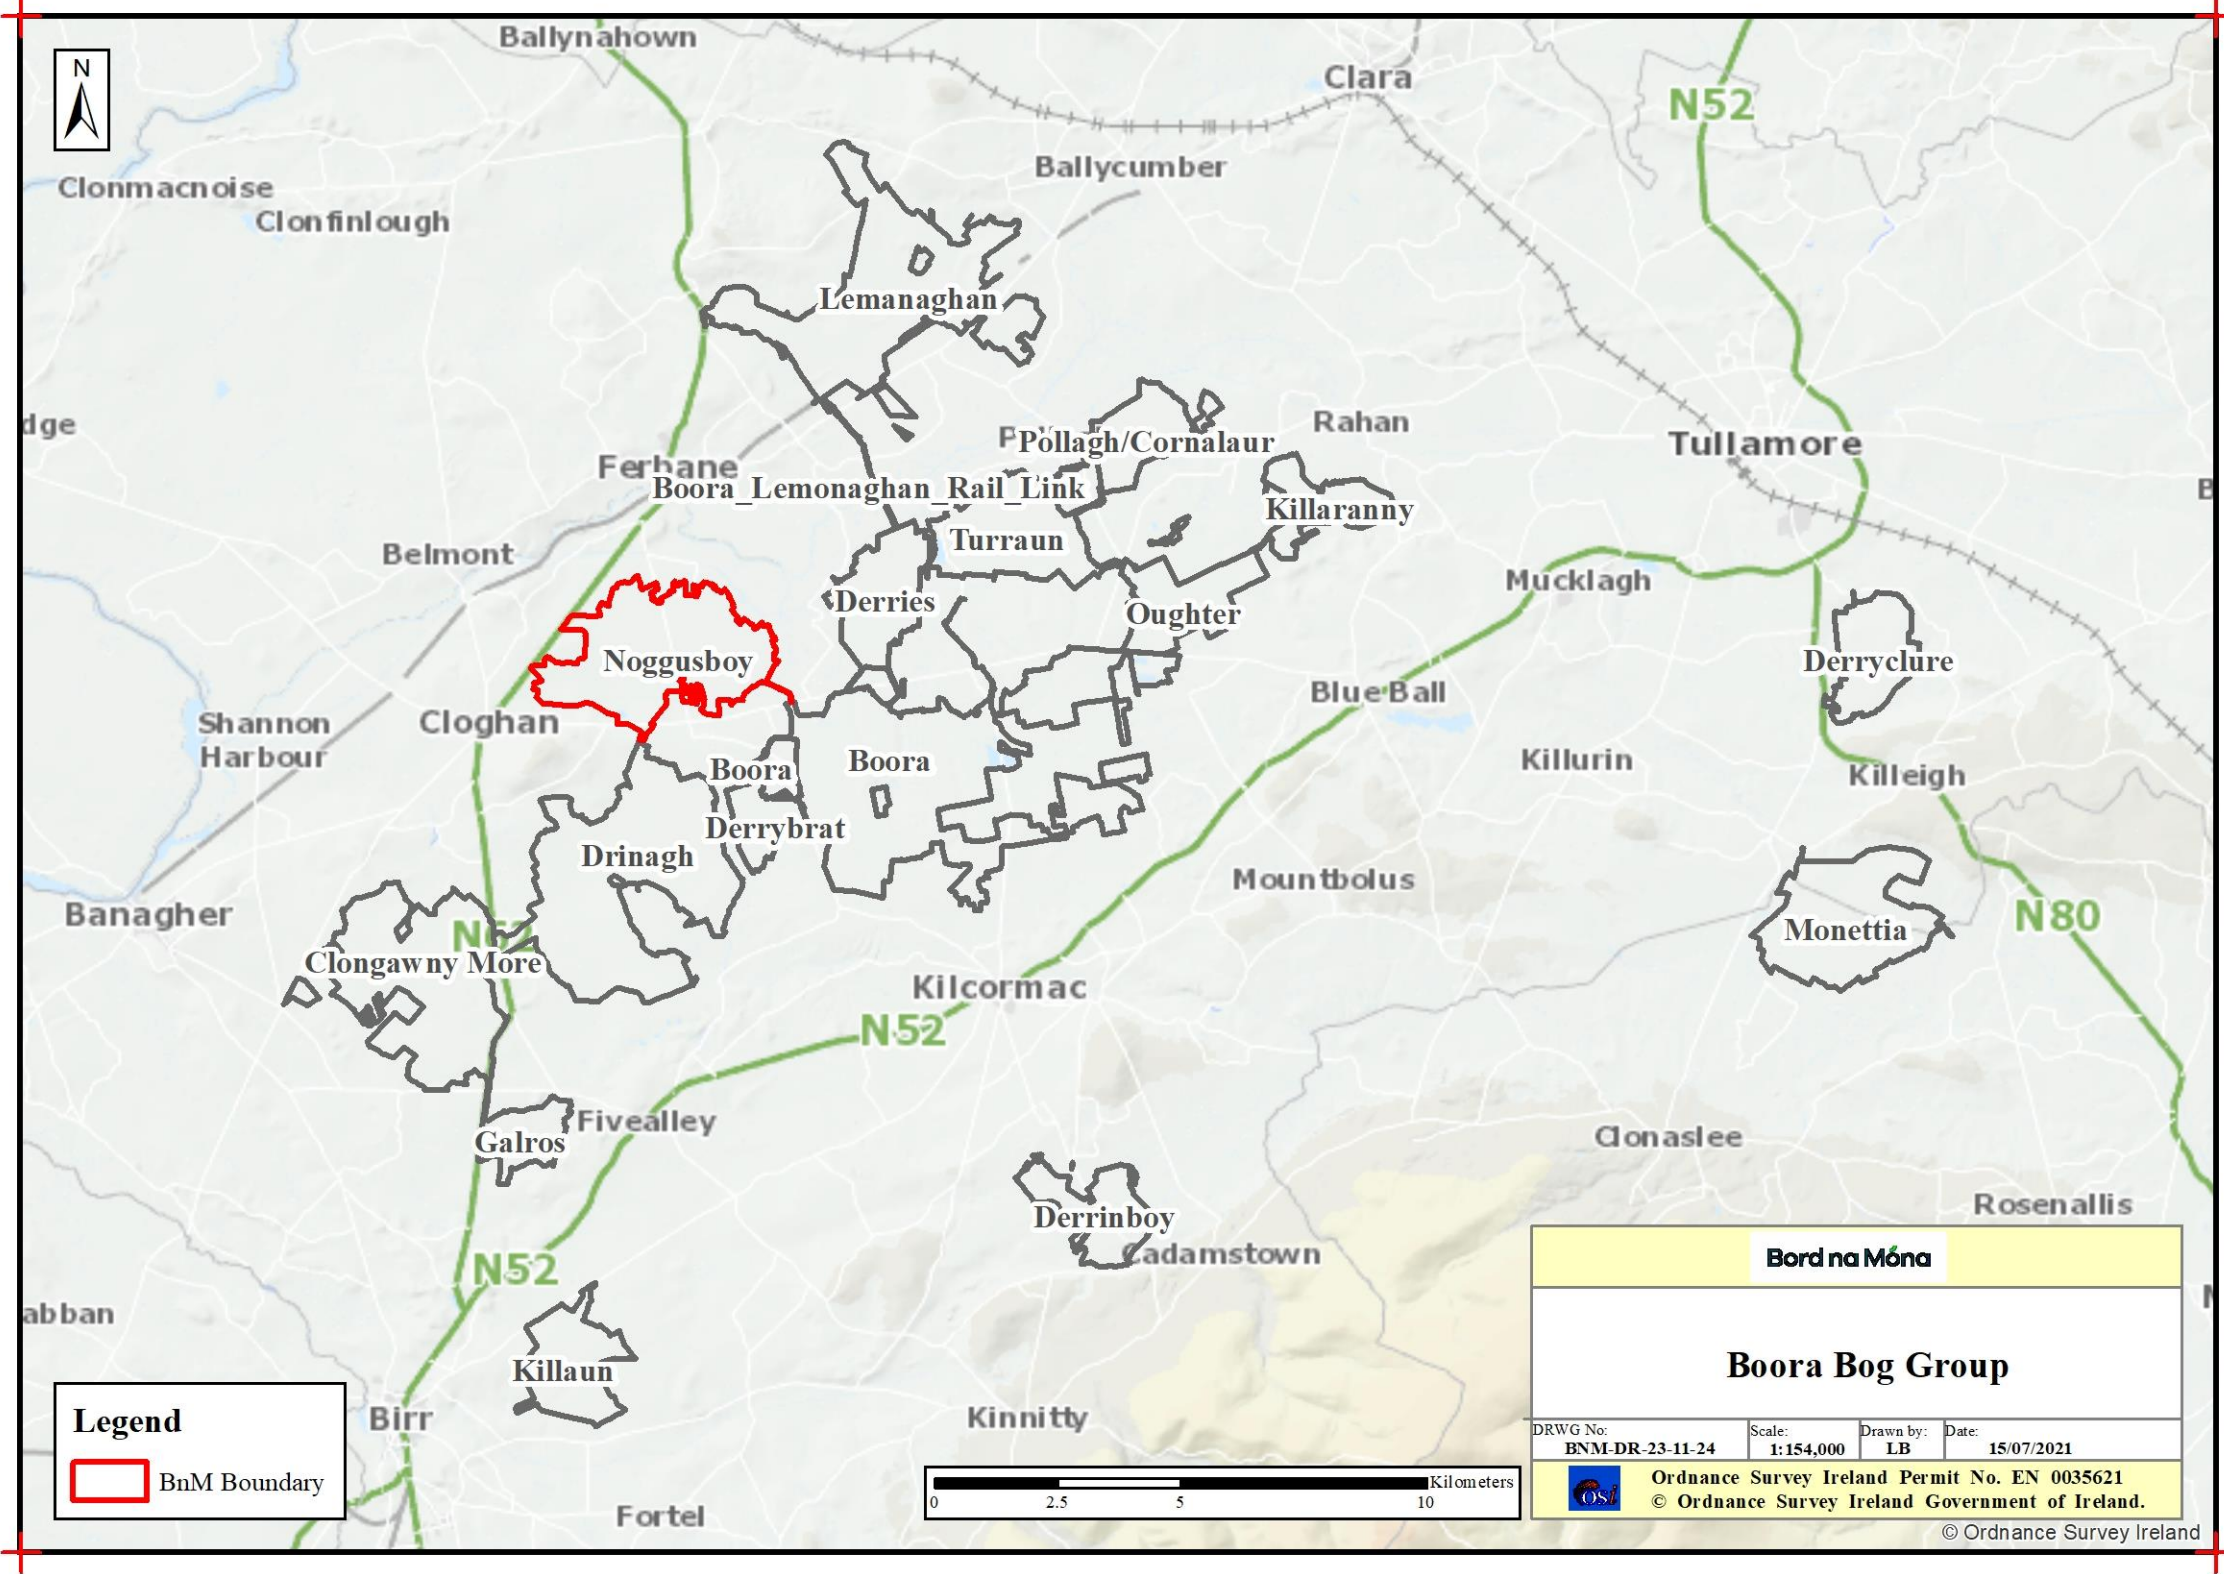 Ballynahown
N
Clara
N52
Ballycumber
Clonmacnoise
Clonfinlough
Lemanaghan
dge
Rahan
Pollagh/Cornalaur
Tullamore
Ferbane
Boora_Lemonaghan_Rail_Link
Killaranny
Turraun
Belmont
Mucklagh
Derries
Oughter
Noggusboy
Derryclure
Blue Ball
Shannon
Harbour
Cloghan
Boora
Boora
Killurin
Killeigh
Derrybrat
Drinagh
Mountbolus
Banagher
N62
N80
Monettia
Clongawny More
Kilcormac
N52
Fivealley
Galros
Clonaslee
Rosenallis
Derrinboy
Cadamstown
N52
abban
Killaun
Birr
Kinnitty
Fortel
Legend
BnM Boundary
Kilometers
0 2.5 5 10
Bord na Móna
Boora Bog Group
DRWG No: Scale: Drawn by: Date:
BNM-DR-23-11-24 1:154,000 LB 15/07/2021
osi
Ordnance Survey Ireland Permit No. EN 0035621
© Ordnance Survey Ireland Government of Ireland.
© Ordnance Survey Ireland